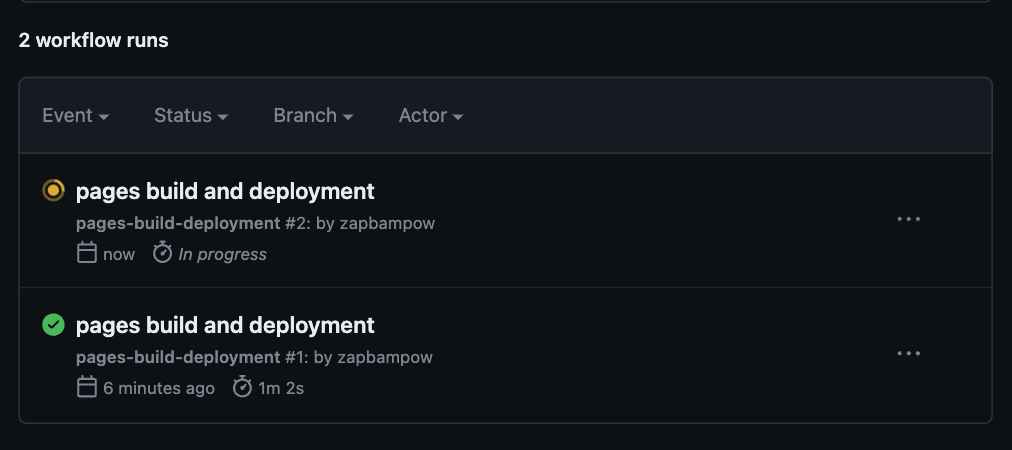 2 workflow runs
Event Status Branch Actor
pages build and deployment
pages-build-deployment #2: by zapbampow
now In progress
pages build and deployment
pages-build-deployment #1: by zapbampow
6 minutes ago 1m 2s